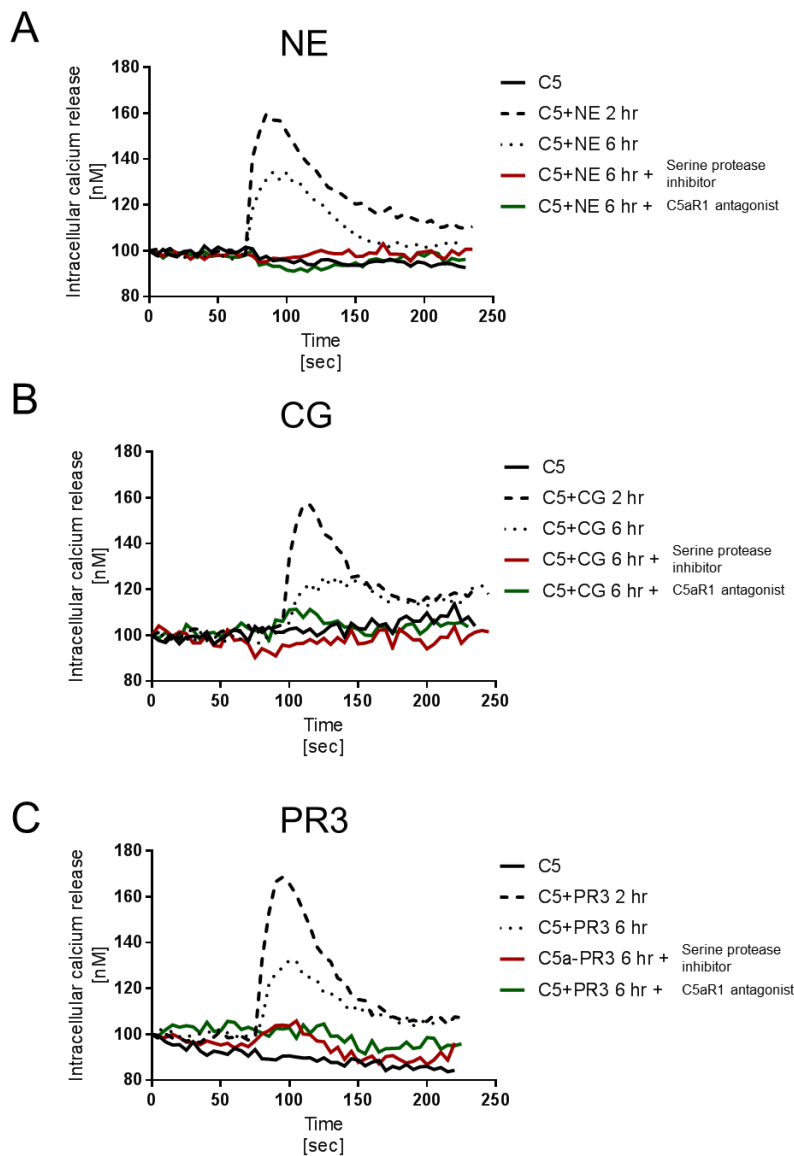 A
NE
Intracellular calcium release
[nM]
180
160
140
120
100
80
0 50 100 150 200 250
Time
[sec]
C5
C5+NE 2 hr
C5+NE 6 hr
C5+NE 6 hr + Serine protease
inhibitor
C5+NE 6 hr + C5aR1 antagonist
B
CG
Intracellular calcium release
[nM]
180
160
140
120
100
80
0 50 100 150 200 250
Time
[sec]
C5
C5+CG 2 hr
C5+CG 6 hr
C5+CG 6 hr + Serine protease
inhibitor
C5+CG 6 hr + C5aR1 antagonist
C
PR3
Intracellular calcium release
[nM]
180
160
140
120
100
80
0 50 100 150 200 250
Time
[sec]
C5
C5+PR3 2 hr
C5+PR3 6 hr
C5a-PR3 6 hr + Serine protease
inhibitor
C5+PR3 6 hr + C5aR1 antagonist